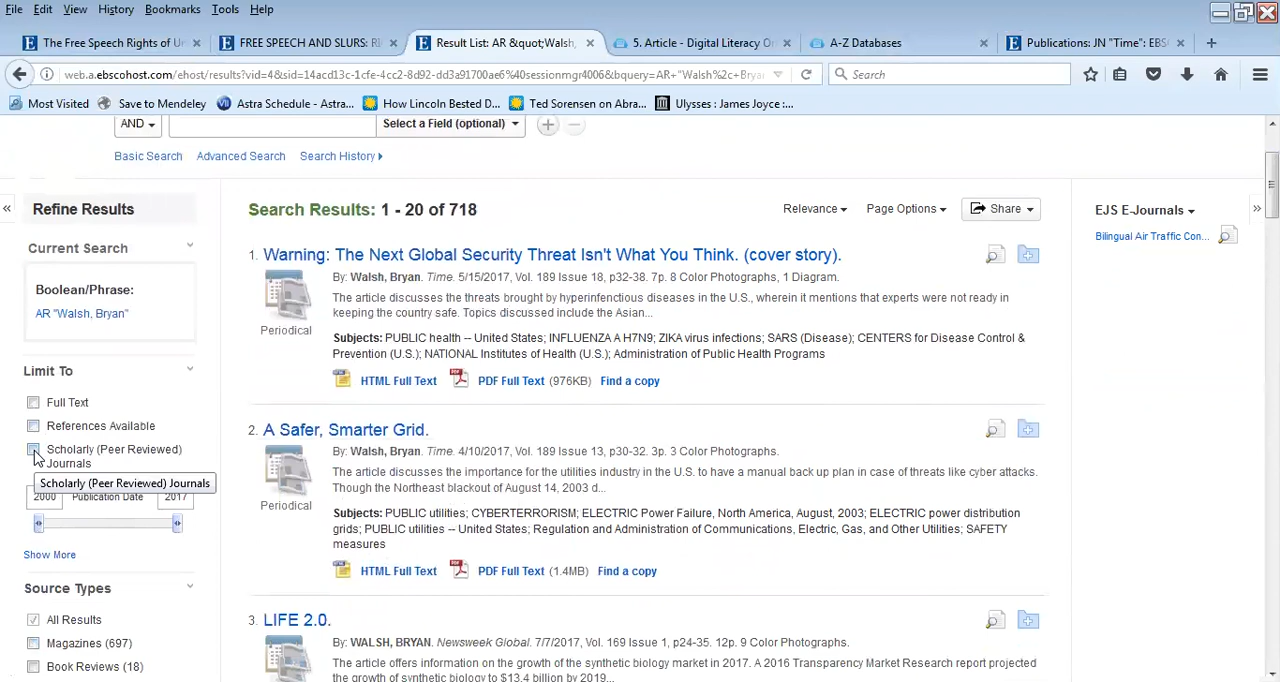 File Edit View History Bookmarks Tools Help
The Free Speech Rights of Un
FREE SPEECH AND SLURS: RI
Result List: AR &quot;Walsh,
5. Article - Digital Literacy Or
A-Z Databases
Publications: JN "Time": EBS
web.a.ebscohost.com/ehost/results?vid=4&sid=14acd13c-1cfe-4cc2-8d92-dd3a91700ae6%40sessionmgr4006&bquery=AR+"Walsh%2c+Brya
Search
Most Visited Save to Mendeley Astra Schedule - Astra... How Lincoln Bested D... Ted Sorensen on Abra... Ulysses : James Joyce :...
AND Select a Field (optional)
Basic Search Advanced Search Search History
« Refine Results
Current Search
Boolean/Phrase:
AR "Walsh, Bryan"
Limit To
Full Text
References Available
Scholarly (Peer Reviewed)
Journals
Scholarly (Peer Reviewed) Journals
2000 Publication Date 2017
Show More
Source Types
All Results
Magazines (697)
Book Reviews (18)
Search Results: 1 - 20 of 718
Relevance Page Options Share
1. Warning: The Next Global Security Threat Isn't What You Think. (cover story).
By: Walsh, Bryan. Time. 5/15/2017, Vol. 189 Issue 18, p32-38. 7p. 8 Color Photographs, 1 Diagram.
The article discusses the threats brought by hyperinfectious diseases in the U.S., wherein it mentions that experts were not ready in
keeping the country safe. Topics discussed include the Asian...
Periodical
Subjects: PUBLIC health -- United States; INFLUENZA A H7N9; ZIKA virus infections; SARS (Disease); CENTERS for Disease Control &
Prevention (U.S.); NATIONAL Institutes of Health (U.S.); Administration of Public Health Programs
HTML Full Text PDF Full Text (976KB) Find a copy
2. A Safer, Smarter Grid.
By: Walsh, Bryan. Time. 4/10/2017, Vol. 189 Issue 13, p30-32. 3p. 3 Color Photographs.
The article discusses the importance for the utilities industry in the U.S. to have a manual back up plan in case of threats like cyber attacks.
Though the Northeast blackout of August 14, 2003 d...
Periodical
Subjects: PUBLIC utilities; CYBERTERRORISM; ELECTRIC Power Failure, North America, August, 2003; ELECTRIC power distribution
grids; PUBLIC utilities -- United States; Regulation and Administration of Communications, Electric, Gas, and Other Utilities; SAFETY
measures
HTML Full Text PDF Full Text (1.4MB) Find a copy
3. LIFE 2.0.
By: WALSH, BRYAN. Newsweek Global. 7/7/2017, Vol. 169 Issue 1, p24-35. 12p. 9 Color Photographs.
The article offers information on the growth of the synthetic biology market in 2017. A 2016 Transparency Market Research report projected
the growth of synthetic biology to $13.4 billion by 2019...
EJS E-Journals »
Bilingual Air Traffic Con...